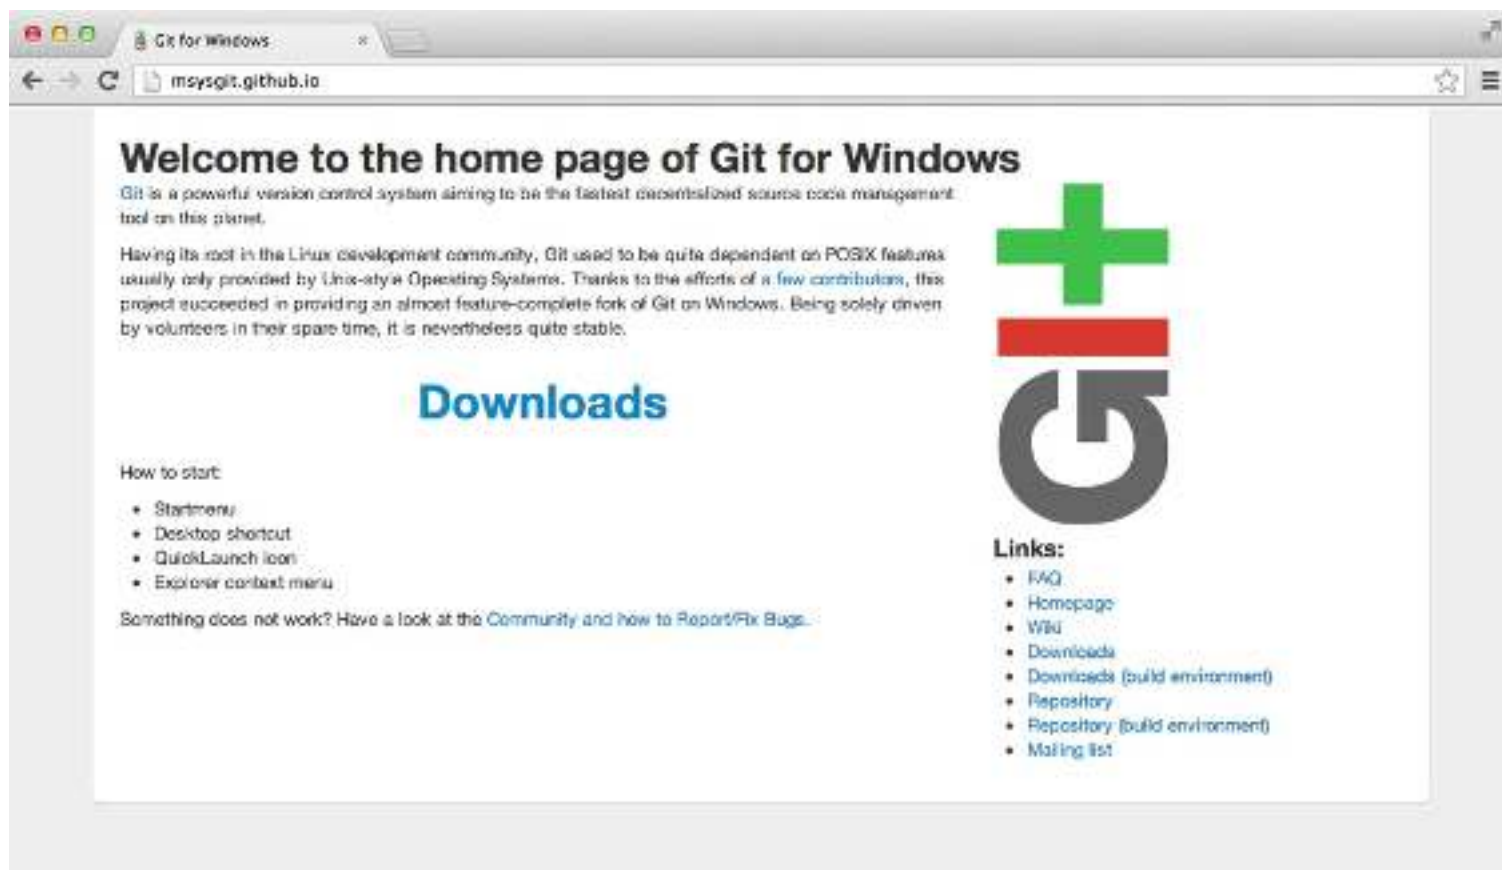 Git for Windows
msysgit.github.io
Welcome to the home page of Git for Windows
Git is a powerful version control system aiming to be the fastest decentralized source code management
tool on this planet.
Having its root in the Linux development community, Git used to be quite dependent on POSIX features
usually only provided by Unix-style Operating Systems. Thanks to the efforts of a few contributors, this
project succeeded in providing an almost feature-complete fork of Git on Windows. Being solely driven
by volunteers in their spare time, it is nevertheless quite stable.
Downloads
How to start:
Startmenu
Desktop shortcut
QuickLaunch icon
Explorer context menu
Something does not work? Have a look at the Community and how to Report/Fix Bugs.
GIt
Links:
FAQ
Homepage
Wiki
Downloads
Downloads (build environment)
Repository
Repository (build environment)
Mailing list